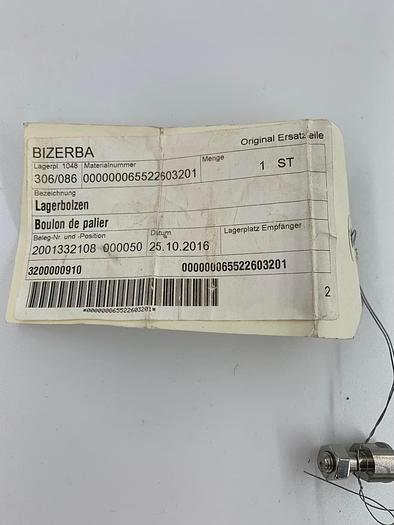 BIZERBA Original Ersatzteile
Lagerpl. 1046 Materialnummer Menge
306/086 000000065522603201 1 ST
Bezeichnung
Lagerbolzen
Boulon de palier
Beleg-Nr. und -Position Datum Lagerplatz Empfänger
2001332108 000050 25.10.2016
3200000910 000000065522603201
2
*000000065522603201*